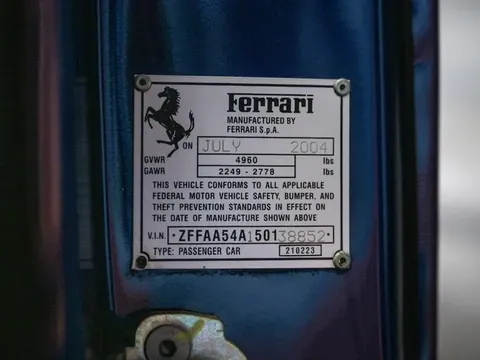 Ferrari
MANUFACTURED BY
FERRARI S.p.A.
ON JULY 2004
GVWR 4960 lbs
GAWR 2249 - 2778 lbs
THIS VEHICLE CONFORMS TO ALL APPLICABLE
FEDERAL MOTOR VEHICLE SAFETY, BUMPER, AND
THEFT PREVENTION STANDARDS IN EFFECT ON
THE DATE OF MANUFACTURE SHOWN ABOVE
V.I.N. *ZFFAA54A150138852*
TYPE: PASSENGER CAR 210223